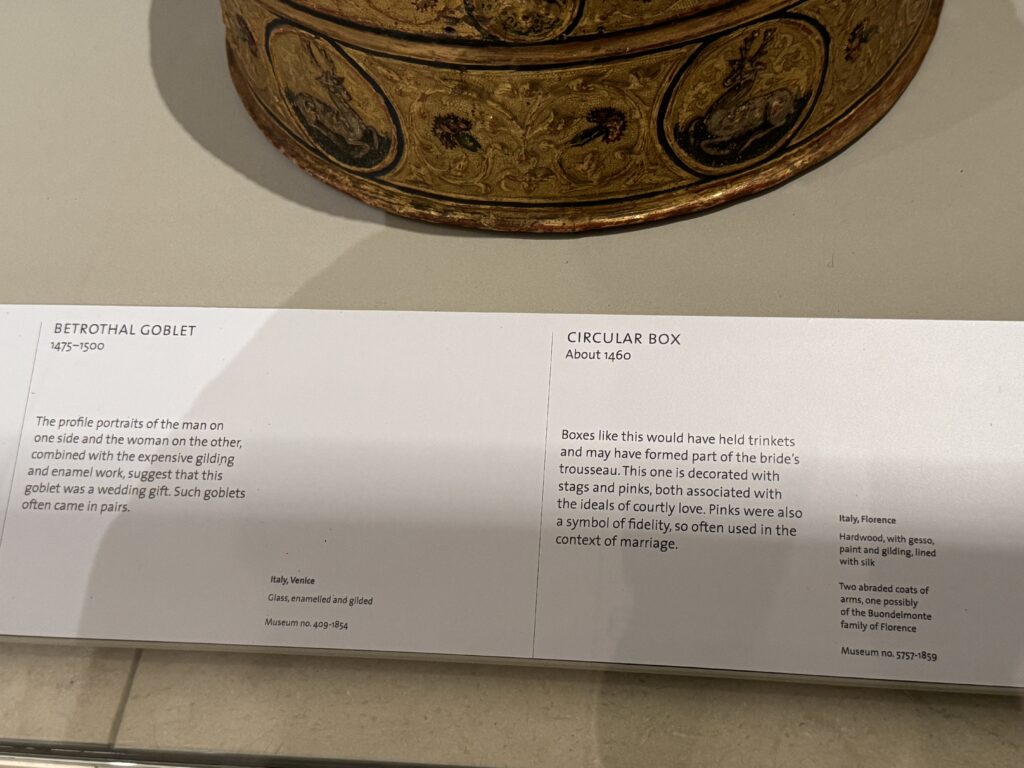 BETROTHAL GOBLET
1475–1500
The profile portraits of the man on
one side and the woman on the other,
combined with the expensive gilding
and enamel work, suggest that this
goblet was a wedding gift. Such goblets
often came in pairs.
Italy, Venice
Glass, enamelled and gilded
Museum no. 409-1854
CIRCULAR BOX
About 1460
Boxes like this would have held trinkets
and may have formed part of the bride's
trousseau. This one is decorated with
stags and pinks, both associated with
the ideals of courtly love. Pinks were also
a symbol of fidelity, so often used in the
context of marriage.
Italy, Florence
Hardwood, with gesso,
paint and gilding, lined
with silk
Two abraded coats of
arms, one possibly
of the Buondelmonte
family of Florence
Museum no. 5757-1859